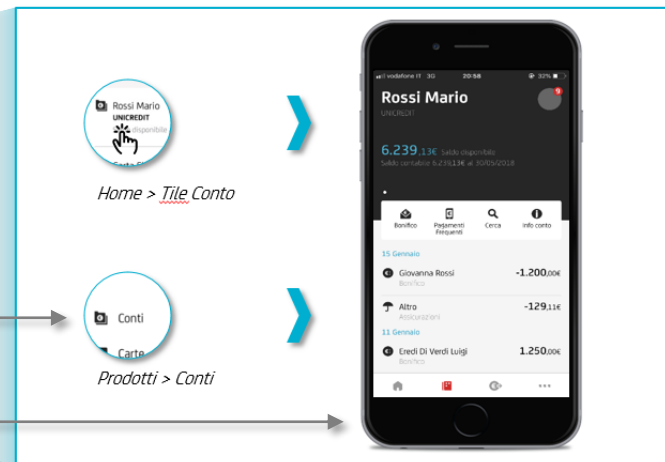 Rossi Mario
UNICREDIT
disponibile
Home > Tile Conto
Conti
Carte
Prodotti > Conti
vodafone IT 3G 20:58 32%
Rossi Mario
9
UNICREDIT
6.239,13€ Saldo disponibile
Saldo contabile 6.239,13€ al 30/05/2018
Bonifico
Pagamenti Frequenti
Cerca
Info conto
15 Gennaio
Giovanna Rossi -1.200,00€
Bonifico
Altro -129,11€
Assicurazioni
11 Gennaio
Eredi Di Verdi Luigi 1.250,00€
Bonifico